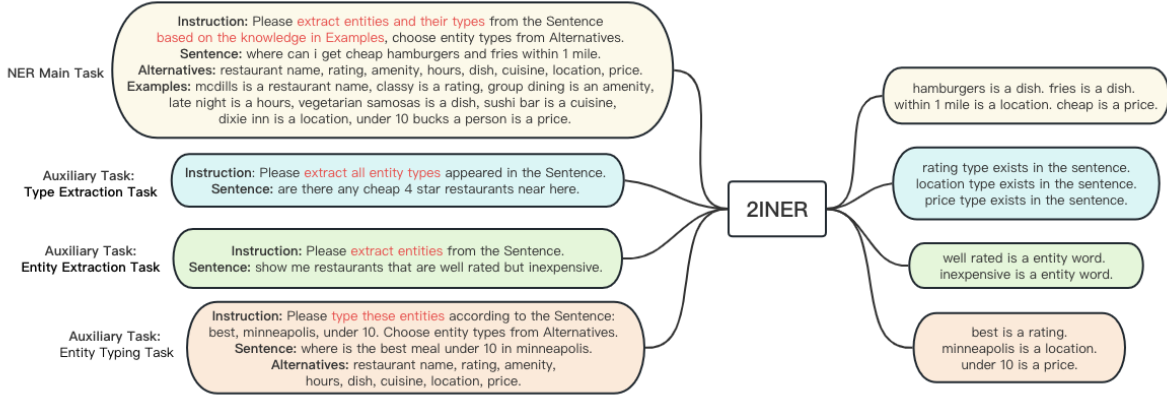 NER Main Task
Instruction: Please extract entities and their types from the Sentence
based on the knowledge in Examples, choose entity types from Alternatives.
Sentence: where can i get cheap hamburgers and fries within 1 mile.
Alternatives: restaurant name, rating, amenity, hours, dish, cuisine, location, price.
Examples: mcdills is a restaurant name, classy is a rating, group dining is an amenity,
late night is a hours, vegetarian samosas is a dish, sushi bar is a cuisine,
dixie inn is a location, under 10 bucks a person is a price.
Auxiliary Task:
Type Extraction Task
Instruction: Please extract all entity types appeared in the Sentence.
Sentence: are there any cheap 4 star restaurants near here.
Auxiliary Task:
Entity Extraction Task
Instruction: Please extract entities from the Sentence.
Sentence: show me restaurants that are well rated but inexpensive.
Auxiliary Task:
Entity Typing Task
Instruction: Please type these entities according to the Sentence:
best, minneapolis, under 10. Choose entity types from Alternatives.
Sentence: where is the best meal under 10 in minneapolis.
Alternatives: restaurant name, rating, amenity,
hours, dish, cuisine, location, price.
2INER
hamburgers is a dish. fries is a dish.
within 1 mile is a location. cheap is a price.
rating type exists in the sentence.
location type exists in the sentence.
price type exists in the sentence.
well rated is a entity word.
inexpensive is a entity word.
best is a rating.
minneapolis is a location.
under 10 is a price.